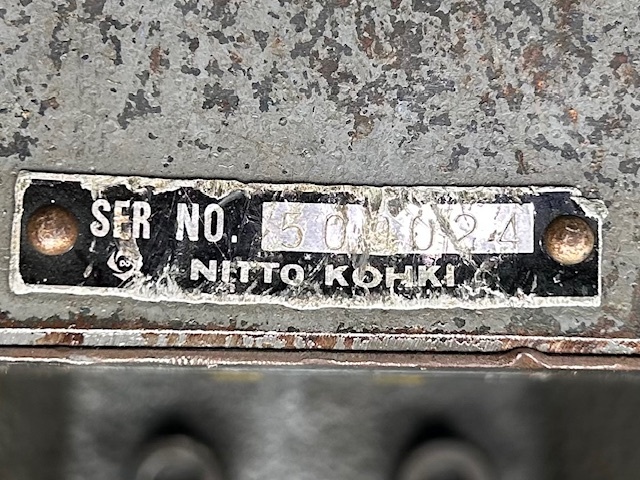 SER NO. 500024
NITTO KOHKI